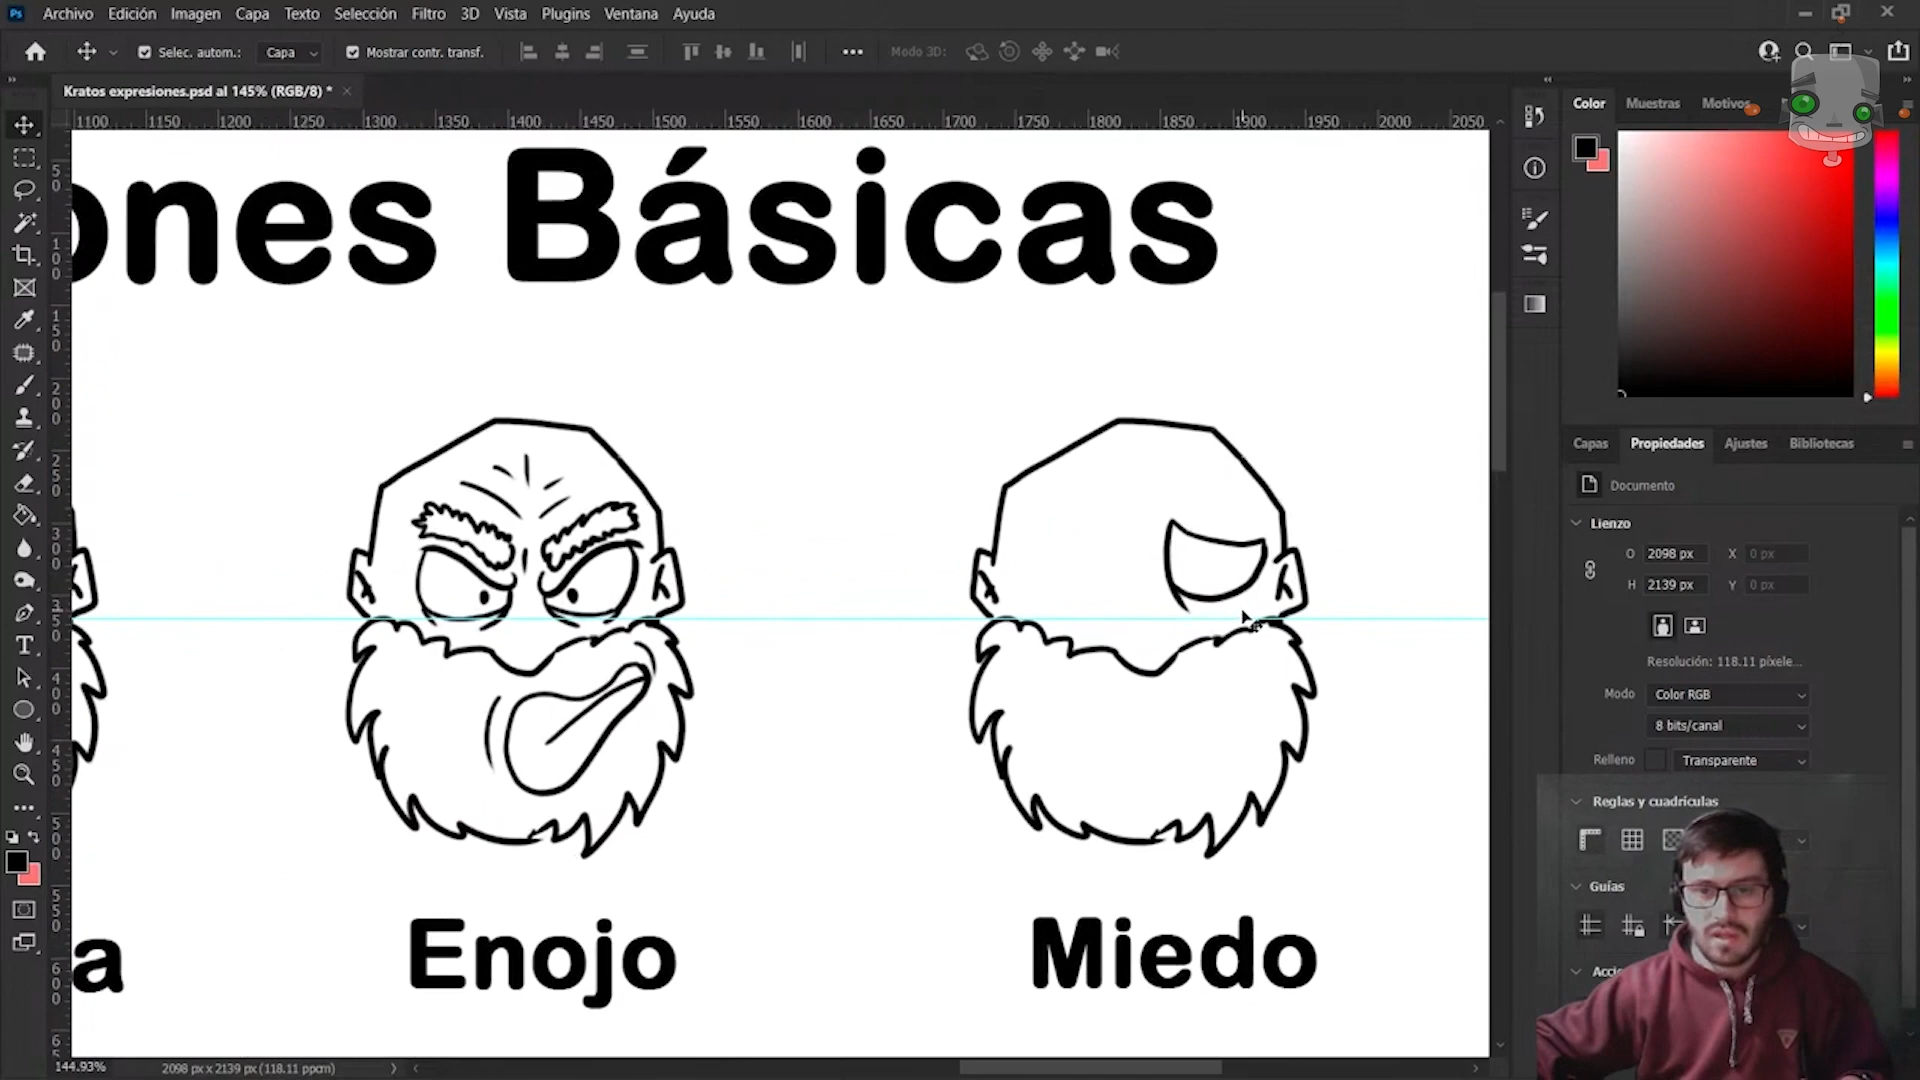 Ps Archivo Edición Imagen Capa Texto Selección Filtro 3D Vista Plugins Ventana Ayuda
Selec. autom.: Capa Mostrar contr. transf. Modo 3D:
Kratos expresiones.psd al 145% (RGB/8) *
1100 1150 1200 1250 1300 1350 1400 1450 1500 1550 1600 1650 1700 1750 1800 1850 1900 1950 2000 2050
ones Básicas
Enojo
Miedo
a
144.93% 2098 px x 2139 px (118.11 ppcm)
Color Muestras Motivos
Capas Propiedades Ajustes Bibliotecas
Documento
Lienzo
O 2098 px X 0 px
H 2139 px Y 0 px
Resolución: 118.11 píxele...
Modo Color RGB
8 bits/canal
Relleno Transparente
Reglas y cuadrículas
Guías
Acci